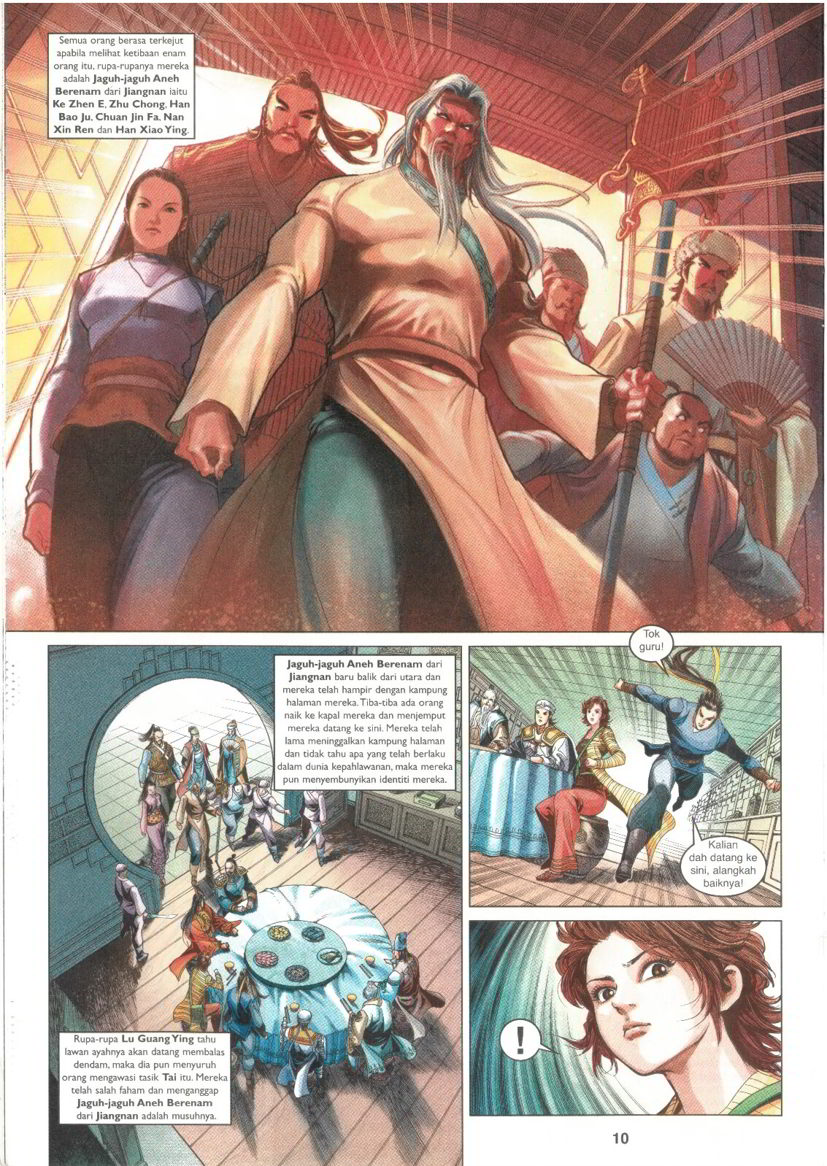 Semua orang berasa terkejut
apabila melihat ketibaan enam
orang itu, rupa-rupanya mereka
adalah Jaguh-jaguh Aneh
Berenam dari Jiangnan iaitu
Ke Zhen E, Zhu Chong, Han
Bao Ju, Chuan Jin Fa, Nan
Xin Ren dan Han Xiao Ying.
Jaguh-jaguh Aneh Berenam dari
Jiangnan baru balik dari utara dan
mereka telah hampir dengan kampung
halaman mereka. Tiba-tiba ada orang
naik ke kapal mereka dan menjemput
mereka datang ke sini. Mereka telah
lama meninggalkan kampung halaman
dan tidak tahu apa yang telah berlaku
dalam dunia kepahlawanan, maka mereka
pun menyembunyikan identiti mereka.
Rupa-rupa Lu Guang Ying tahu
lawan ayahnya akan datang membalas
dendam, maka dia pun menyuruh
orang mengawasi tasik Tai itu. Mereka
telah salah faham dan menganggap
Jaguh-jaguh Aneh Berenam
dari Jiangnan adalah musuhnya.
Tok
guru!
Kalian
dah datang ke
sini, alangkah
baiknya!
!
10